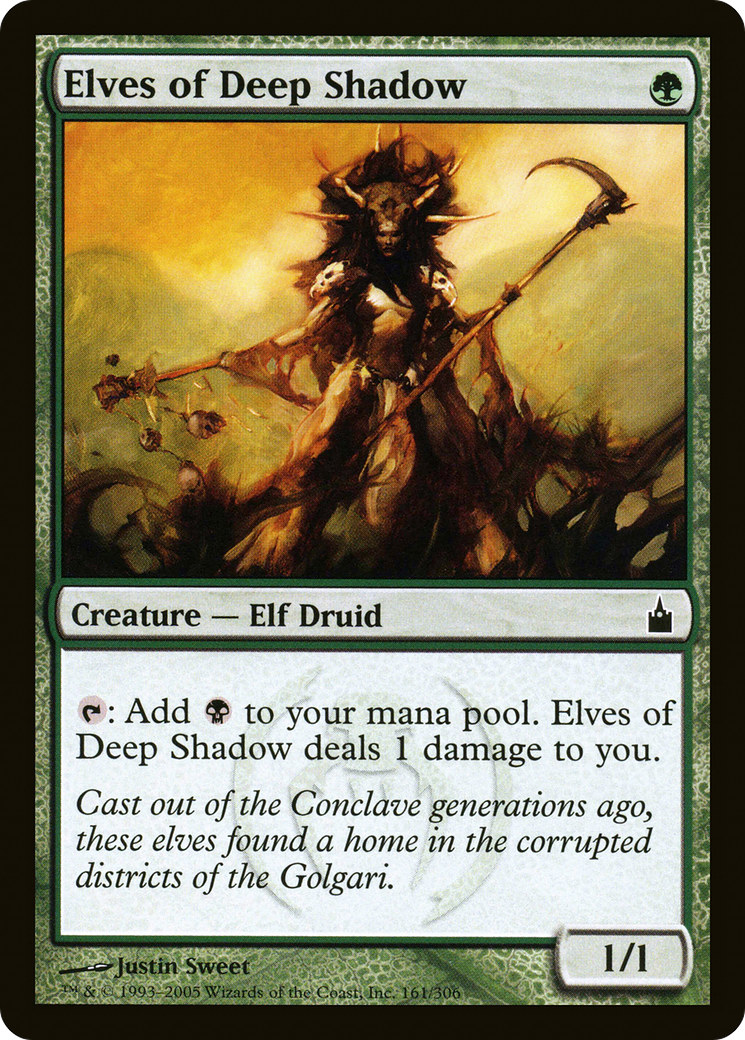 Elves of Deep Shadow
Creature — Elf Druid
: Add to your mana pool. Elves of
Deep Shadow deals 1 damage to you.
Cast out of the Conclave generations ago,
these elves found a home in the corrupted
districts of the Golgari.
1/1
Justin Sweet
™ & © 1993–2005 Wizards of the Coast, Inc. 161/306